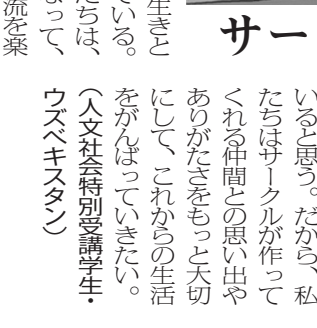 サー
生きと
ている。
たちは、
って、
流を楽
いると思う。だから、私
たちはサークルが作って
くれる仲間との思い出や
ありがたさをもっと大切
にして、これからの生活
をがんばっていきたい。
（人文社会特別受講学生・
ウズベキスタン）